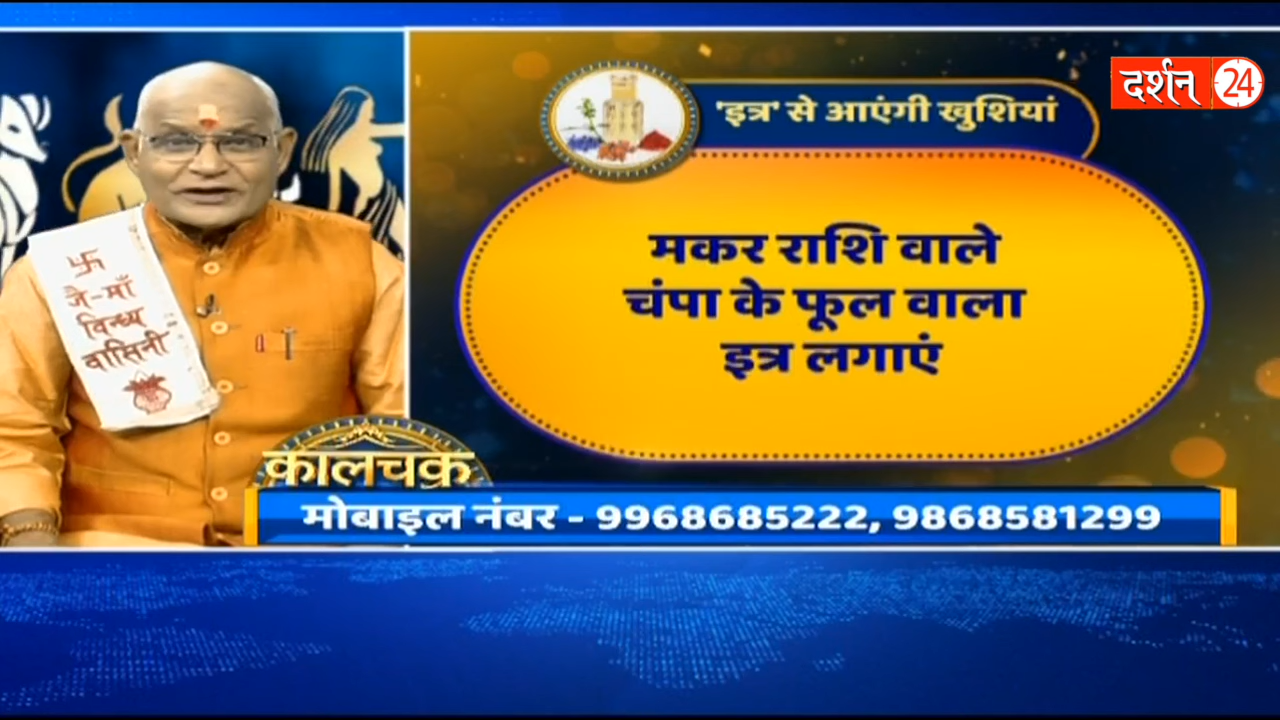 दर्शन 24
'इत्र' से आएंगी खुशियां
मकर राशि वाले
चंपा के फूल वाला
इत्र लगाएं
जै-माँ
विन्ध्य
वासिनी
कालचक्र
मोबाइल नंबर - 9968685222, 9868581299